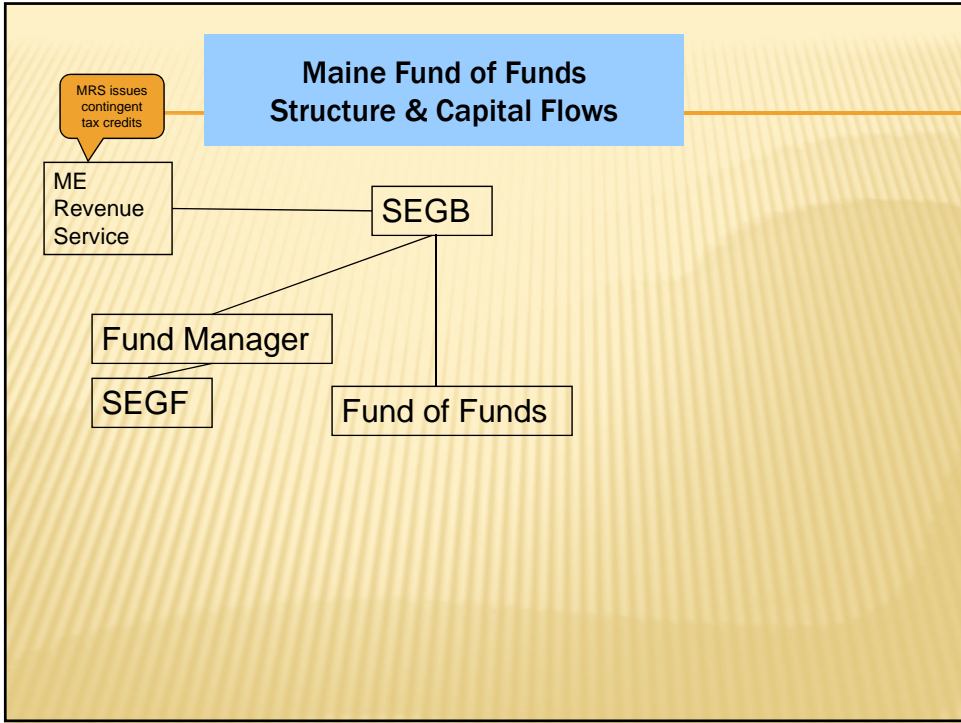 Maine Fund of Funds
Structure & Capital Flows
MRS issues
contingent
tax credits
ME
Revenue
Service
SEGB
Fund Manager
SEGF
Fund of Funds